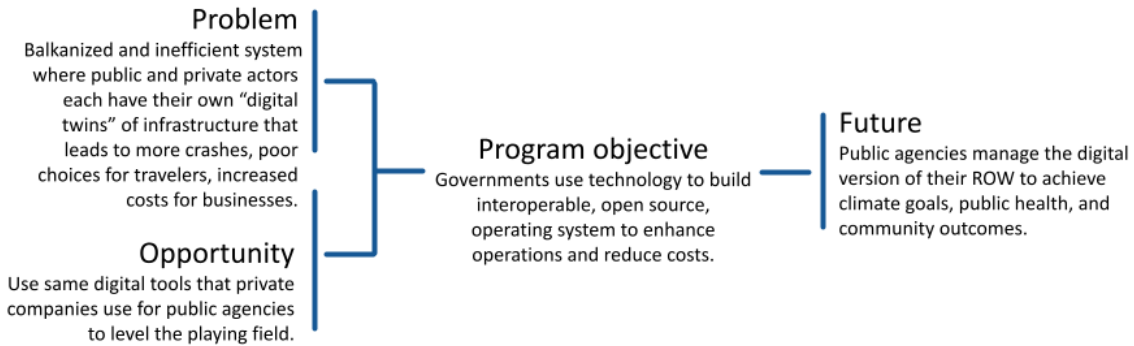 Problem
Balkanized and inefficient system
where public and private actors
each have their own “digital
twins” of infrastructure that
leads to more crashes, poor
choices for travelers, increased
costs for businesses.
Opportunity
Use same digital tools that private
companies use for public agencies
to level the playing field.
Program objective
Governments use technology to build
interoperable, open source,
operating system to enhance
operations and reduce costs.
Future
Public agencies manage the digital
version of their ROW to achieve
climate goals, public health, and
community outcomes.